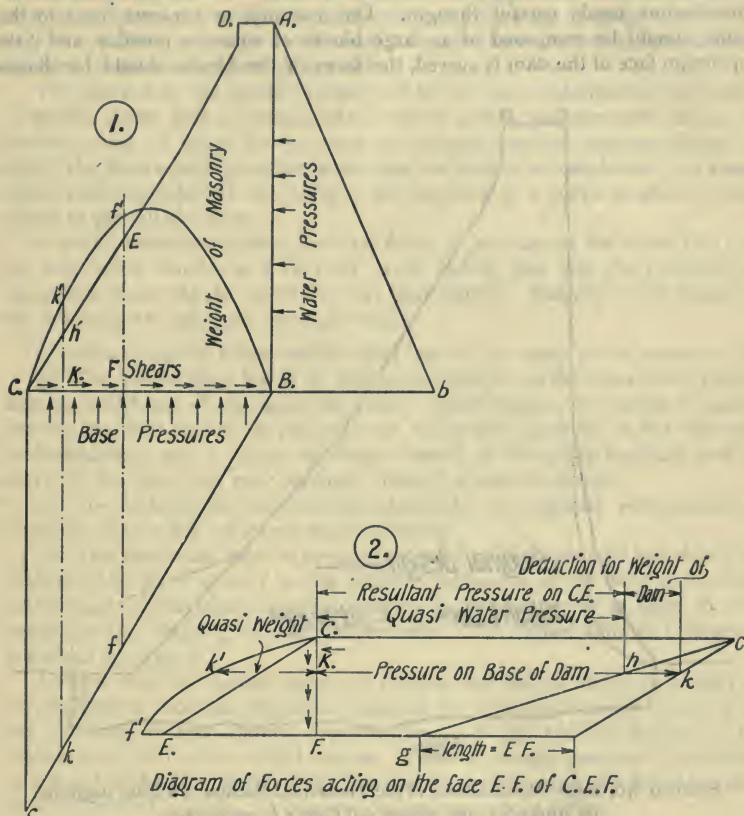 D. A.
1.
Weight of Masonry
Water Pressures
f'
E
k'
h'
C. K. F Shears B. b
Base Pressures
f
k
c
2.
Deduction for Weight of
Resultant Pressure on C.E. Dam
Quasi Water Pressure
Quasi Weight C. c
k' K. Pressure on Base of Dam h k
f' E. F. g length = E F.
Diagram of Forces acting on the face E.F. of C.E.F.